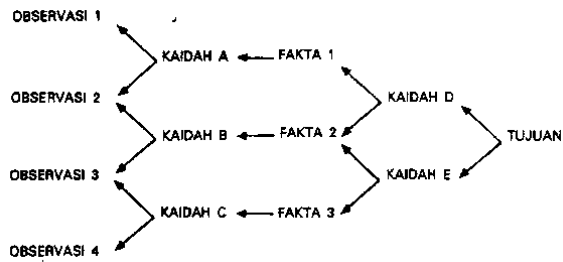 OBSERVASI 1
KAIDAH A
FAKTA 1
OBSERVASI 2
KAIDAH D
KAIDAH B
FAKTA 2
TUJUAN
OBSERVASI 3
KAIDAH E
KAIDAH C
FAKTA 3
OBSERVASI 4